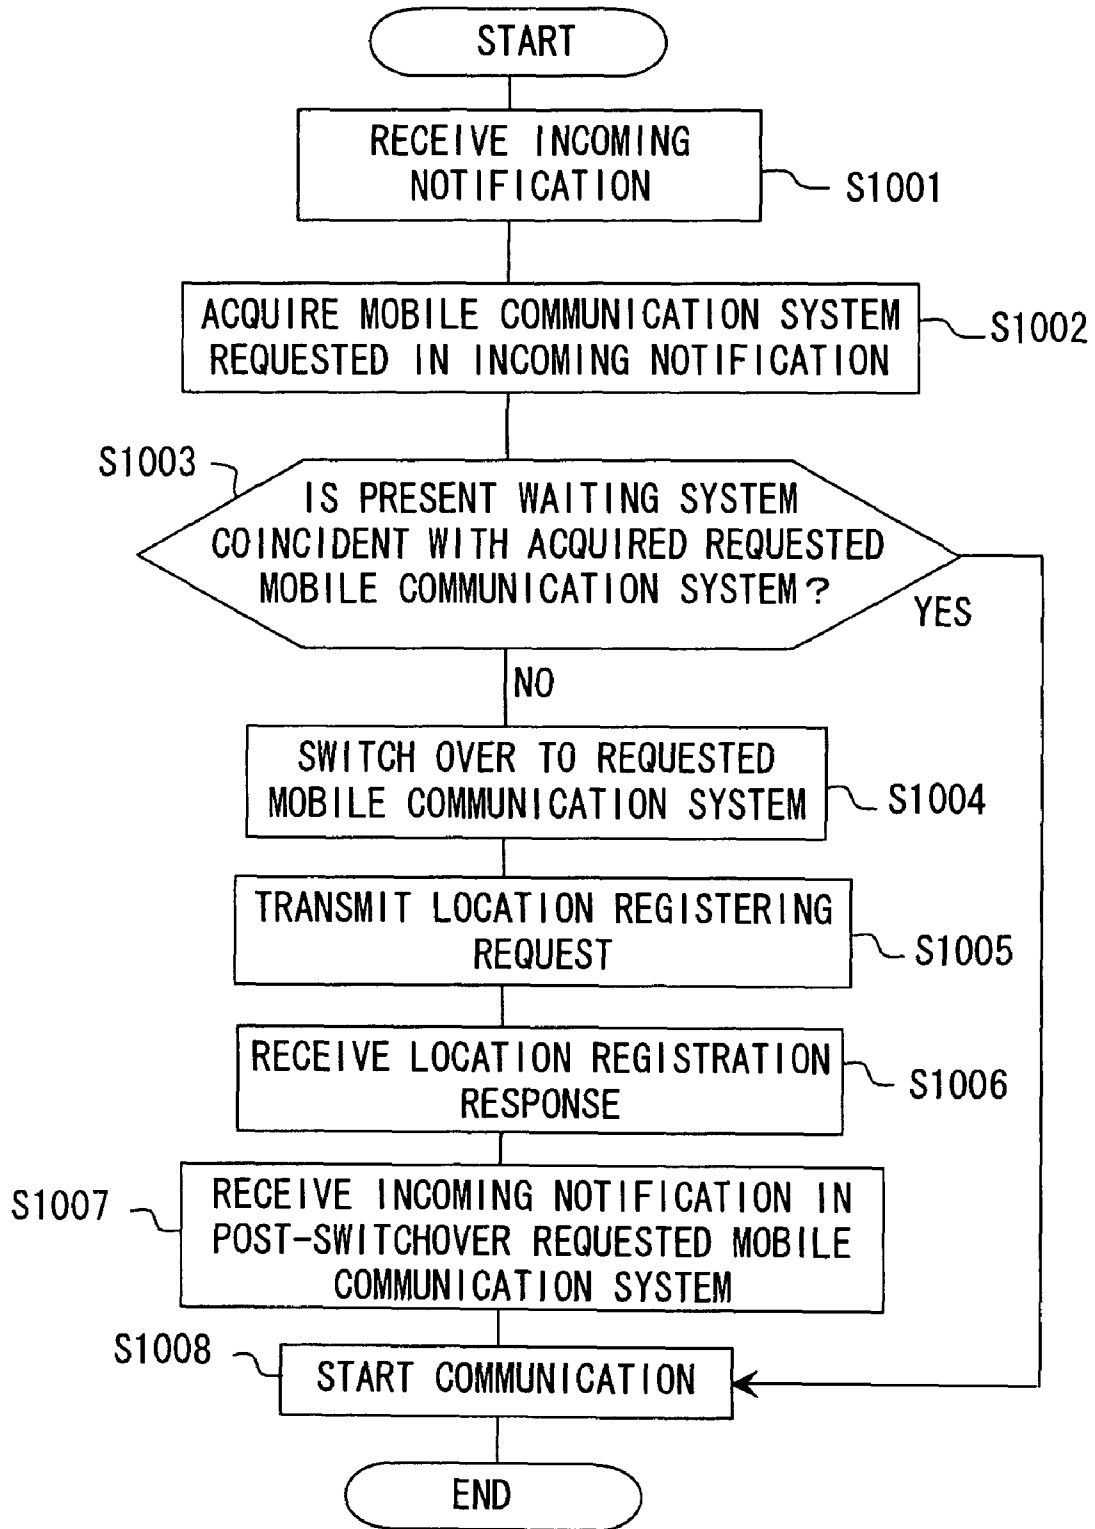 START
RECEIVE INCOMING
NOTIFICATION
S1001
ACQUIRE MOBILE COMMUNICATION SYSTEM
REQUESTED IN INCOMING NOTIFICATION
S1002
S1003
IS PRESENT WAITING SYSTEM
COINCIDENT WITH ACQUIRED REQUESTED
MOBILE COMMUNICATION SYSTEM?
YES
NO
SWITCH OVER TO REQUESTED
MOBILE COMMUNICATION SYSTEM
S1004
TRANSMIT LOCATION REGISTERING
REQUEST
S1005
RECEIVE LOCATION REGISTRATION
RESPONSE
S1006
S1007
RECEIVE INCOMING NOTIFICATION IN
POST-SWITCHOVER REQUESTED MOBILE
COMMUNICATION SYSTEM
S1008
START COMMUNICATION
END